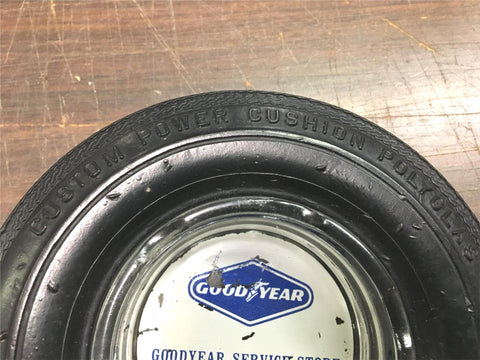 CUSTOM POWER CUSHION POLYGLAS
GOODYEAR
GOODYEAR SERVICE STORE